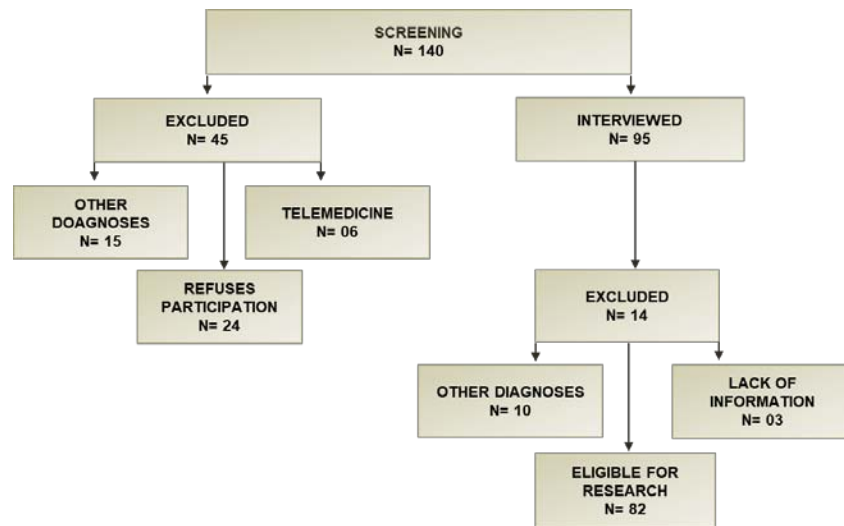 SCREENING
N= 140
EXCLUDED
N= 45
INTERVIEWED
N= 95
OTHER
DOAGNOSES
N= 15
TELEMEDICINE
N= 06
REFUSES
PARTICIPATION
N= 24
EXCLUDED
N= 14
OTHER DIAGNOSES
N= 10
LACK OF
INFORMATION
N= 03
ELIGIBLE FOR
RESEARCH
N= 82